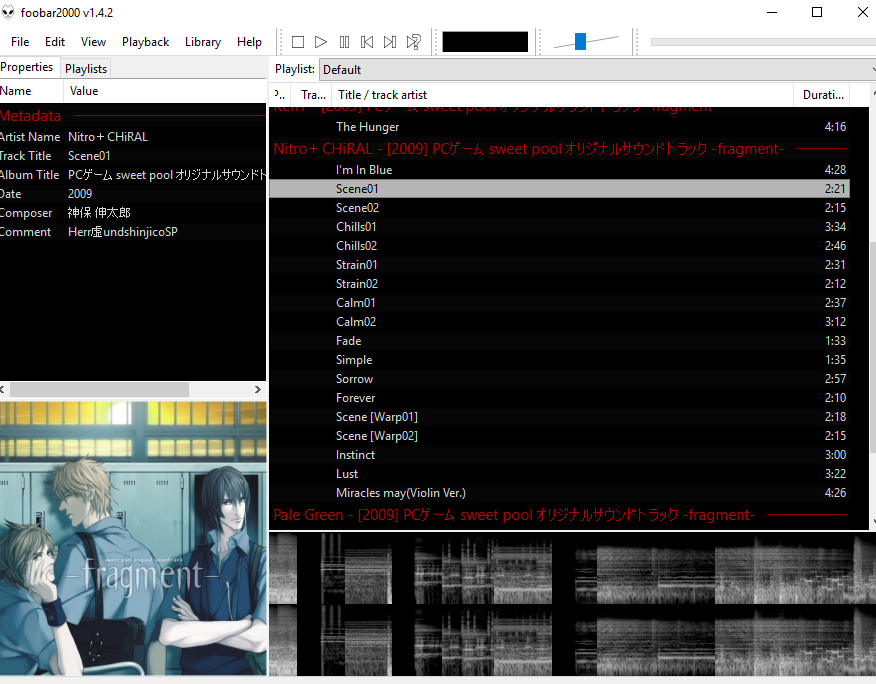 foobar2000 v1.4.2
File Edit View Playback Library Help
Properties Playlists
Name Value
Metadata
Artist Name Nitro＋CHiRAL
Track Title Scene01
Album Title PCゲーム sweet pool オリジナルサウンドト
Date 2009
Composer 神保 伸太郎
Comment Herr虚undshinjicoSP
sweet pool original soundtrack
-fragment-
Playlist: Default
Tra... Title / track artist Durati...
[2009] PCゲーム sweet pool オリジナルサウンドトラック -fragment-
The Hunger 4:16
Nitro＋CHiRAL - [2009] PCゲーム sweet pool オリジナルサウンドトラック -fragment-
I'm In Blue 4:28
Scene01 2:21
Scene02 2:15
Chills01 3:34
Chills02 2:46
Strain01 2:31
Strain02 2:12
Calm01 2:37
Calm02 3:12
Fade 1:33
Simple 1:35
Sorrow 2:57
Forever 2:10
Scene [Warp01] 2:18
Scene [Warp02] 2:15
Instinct 3:00
Lust 3:22
Miracles may(Violin Ver.) 4:26
Pale Green - [2009] PCゲーム sweet pool オリジナルサウンドトラック -fragment-